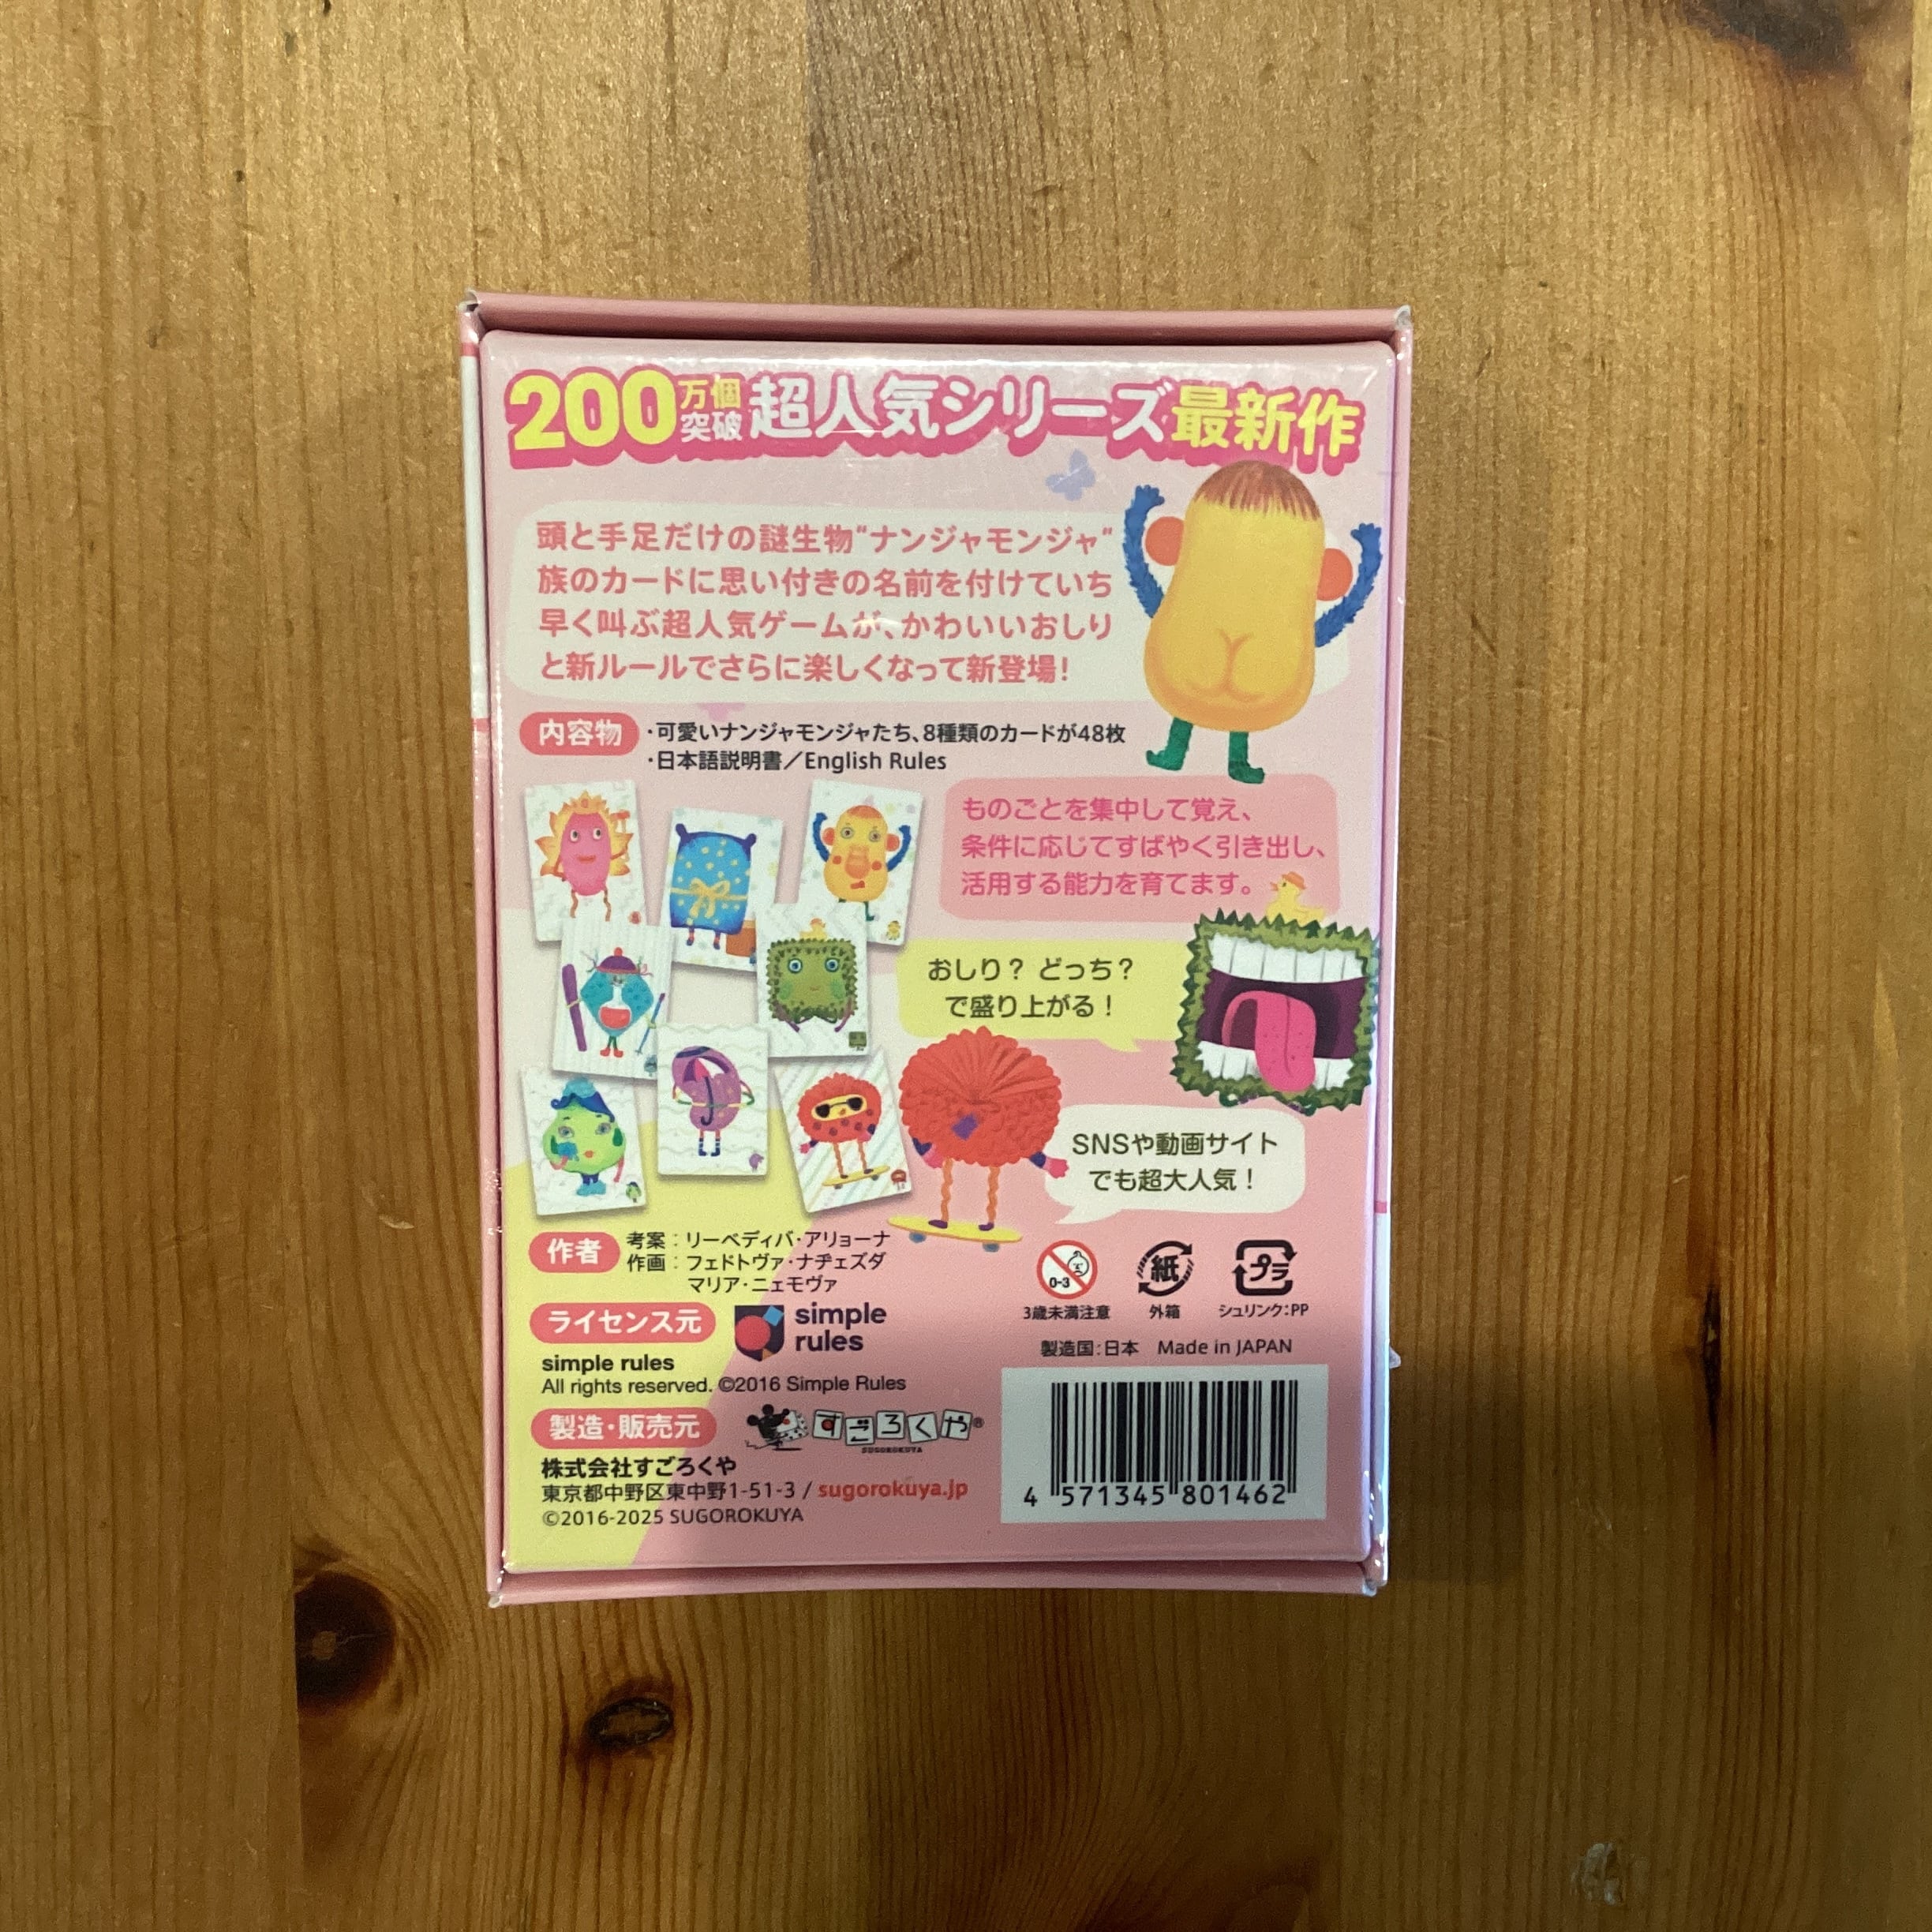 200万個突破超人気シリーズ最新作
頭と手足だけの謎生物“ナンジャモンジャ”
族のカードに思い付きの名前を付けていち
早く叫ぶ超人気ゲームが、かわいいおしり
と新ルールでさらに楽しくなって新登場!
内容物
・可愛いナンジャモンジャたち、8種類のカードが48枚
・日本語説明書/English Rules
ものごとを集中して覚え、
条件に応じてすばやく引き出し、
活用する能力を育てます。
おしり? どっち?
で盛り上がる!
SNSや動画サイト
でも超大人気!
作者
考案:リーベディバ・アリョーナ
作画:フェドトヴァ・ナヂェズダ
マリア・ニェモヴァ
ライセンス元
simple
rules
simple rules
All rights reserved. ©2016 Simple Rules
製造・販売元
すごろくや®
SUGOROKUYA
株式会社すごろくや
東京都中野区東中野1-51-3 / sugorokuya.jp
©2016-2025 SUGOROKUYA
0-3
3歳未満注意
紙
外箱
プラ
シュリンク:PP
製造国:日本 Made in JAPAN
4 571345 801462